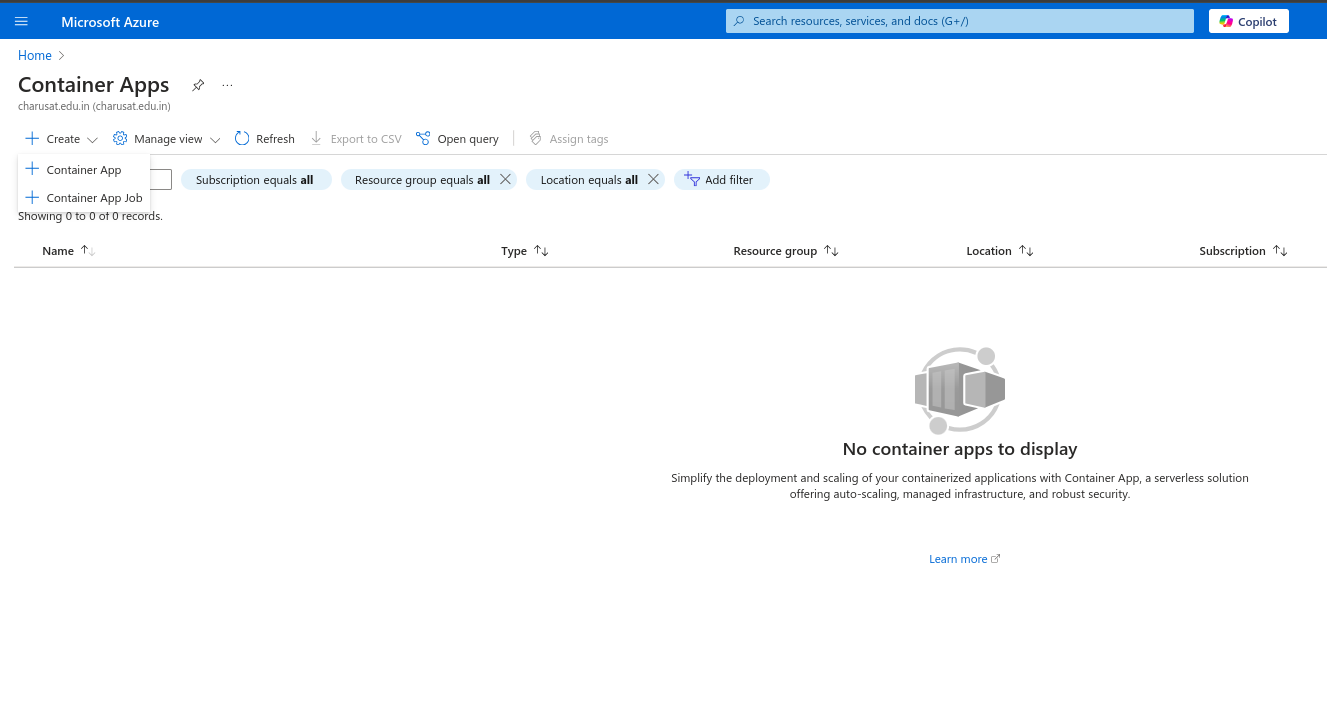 Microsoft Azure
Search resources, services, and docs (G+/)
Copilot
Home
Container Apps
charusat.edu.in (charusat.edu.in)
Create
Manage view
Refresh
Export to CSV
Open query
Assign tags
Container App
Container App Job
Subscription equals all
Resource group equals all
Location equals all
Add filter
Showing 0 to 0 of 0 records.
Name
Type
Resource group
Location
Subscription
No container apps to display
Simplify the deployment and scaling of your containerized applications with Container App, a serverless solution
offering auto-scaling, managed infrastructure, and robust security.
Learn more